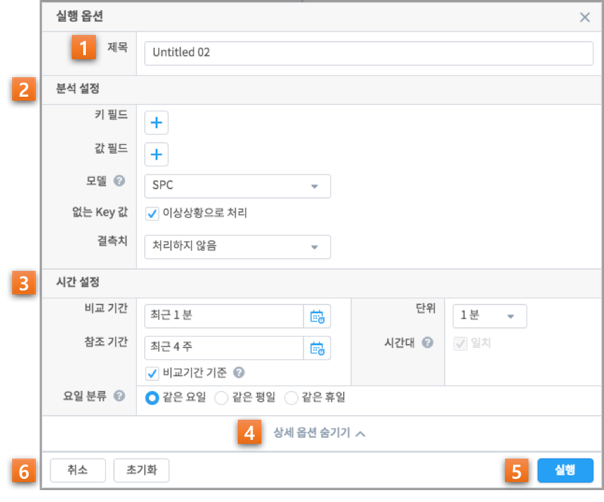 실행 옵션
1 제목 Untitled 02
2 분석 설정
키 필드
값 필드
모델 SPC
없는 Key 값 이상상황으로 처리
결측치 처리하지 않음
3 시간 설정
비교 기간 최근 1 분 단위 1 분
참조 기간 최근 4 주 시간대 일치
비교기간 기준
요일 분류 같은 요일 같은 평일 같은 휴일
4 상세 옵션 숨기기
6 취소 초기화 5 실행